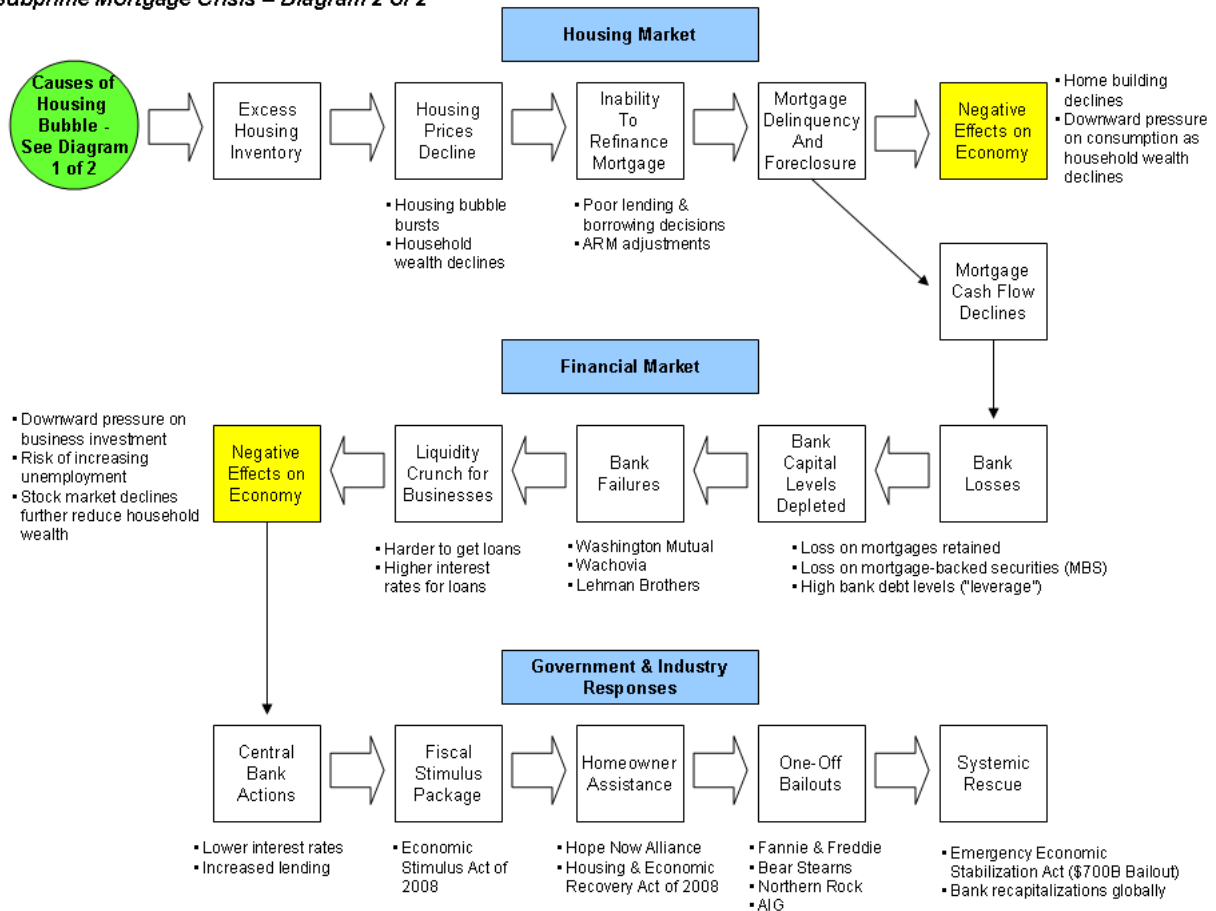 Subprime Mortgage Crisis – Diagram 2 of 2
Housing Market
Causes of
Housing
Bubble -
See Diagram
1 of 2
Excess
Housing
Inventory
Housing
Prices
Decline
Inability
To
Refinance
Mortgage
Mortgage
Delinquency
And
Foreclosure
Negative
Effects on
Economy
▪ Home building
declines
▪ Downward pressure
on consumption as
household wealth
declines
▪ Housing bubble
bursts
▪ Household
wealth declines
▪ Poor lending &
borrowing decisions
▪ ARM adjustments
Mortgage
Cash Flow
Declines
Financial Market
▪ Downward pressure on
business investment
▪ Risk of increasing
unemployment
▪ Stock market declines
further reduce household
wealth
Negative
Effects on
Economy
Liquidity
Crunch for
Businesses
Bank
Failures
Bank
Capital
Levels
Depleted
Bank
Losses
▪ Harder to get loans
▪ Higher interest
rates for loans
▪ Washington Mutual
▪ Wachovia
▪ Lehman Brothers
▪ Loss on mortgages retained
▪ Loss on mortgage-backed securities (MBS)
▪ High bank debt levels ("leverage")
Government & Industry
Responses
Central
Bank
Actions
Fiscal
Stimulus
Package
Homeowner
Assistance
One-Off
Bailouts
Systemic
Rescue
▪ Lower interest rates
▪ Increased lending
▪ Economic
Stimulus Act of
2008
▪ Hope Now Alliance
▪ Housing & Economic
Recovery Act of 2008
▪ Fannie & Freddie
▪ Bear Stearns
▪ Northern Rock
▪ AIG
▪ Emergency Economic
Stabilization Act ($700B Bailout)
▪ Bank recapitalizations globally